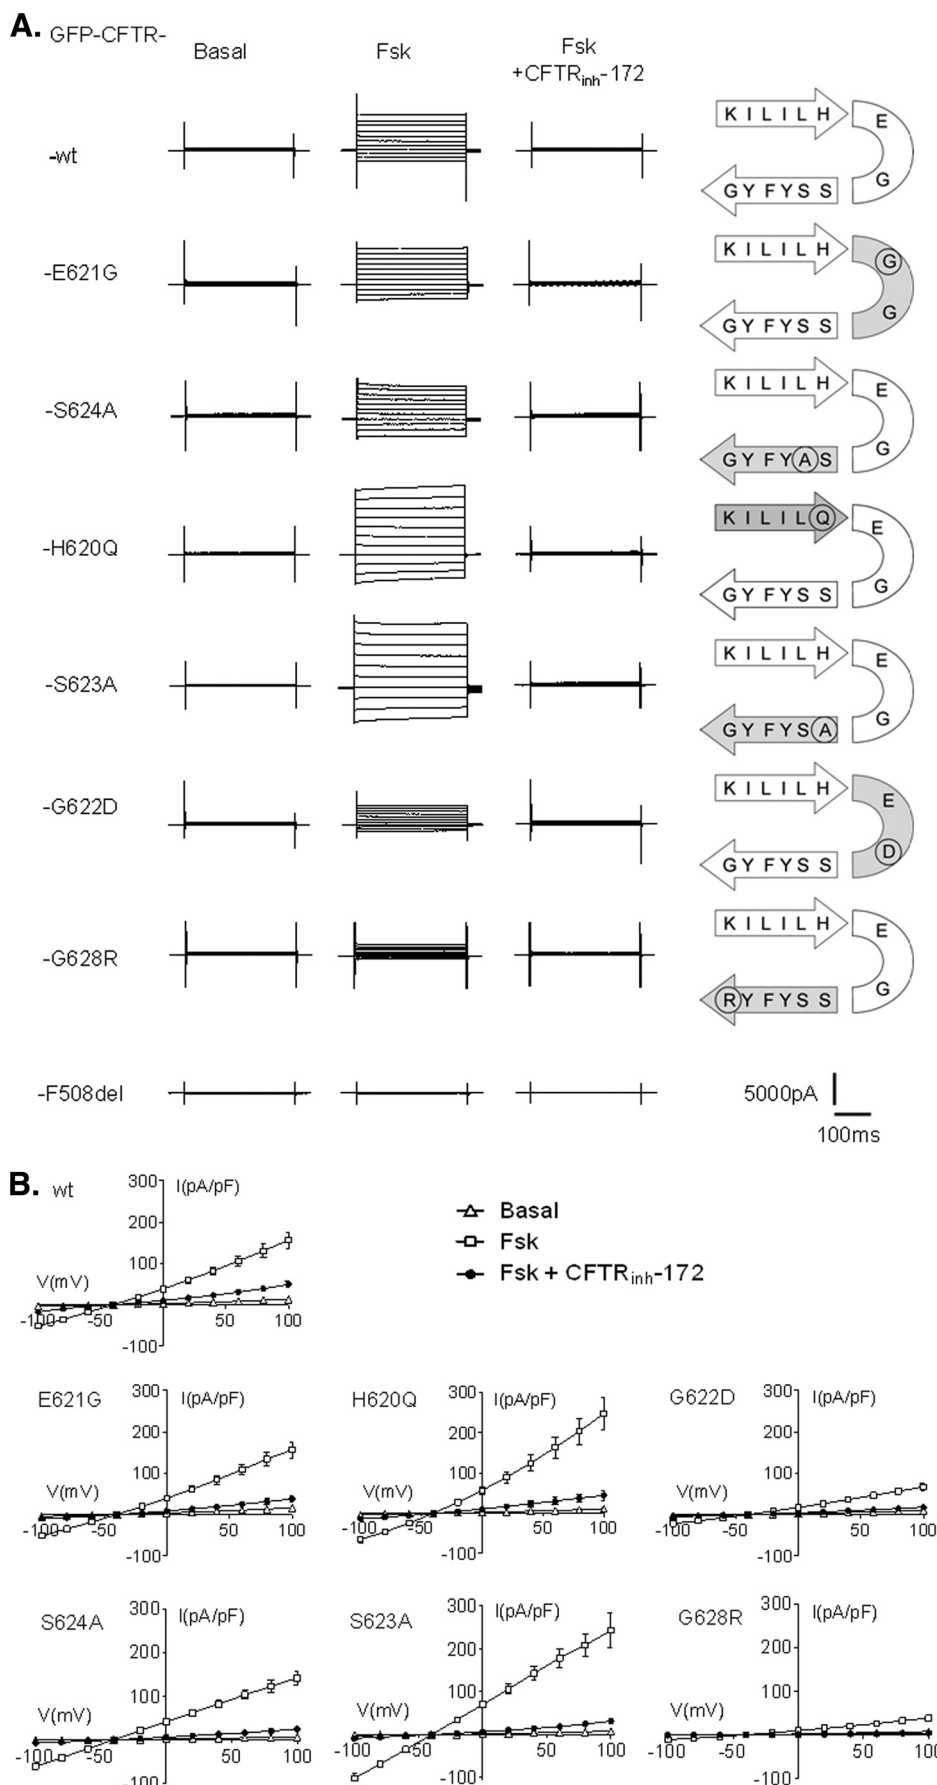 A. GFP-CFTR-
Basal Fsk Fsk
+CFTRinh-172
-wt
K I L I L H E
G Y F Y S S G
-E621G
K I L I L H G
G Y F Y S S G
-S624A
K I L I L H E
G Y F Y A S G
-H620Q
K I L I L Q E
G Y F Y S S G
-S623A
K I L I L H E
G Y F Y S A G
-G622D
K I L I L H E
G Y F Y S S D
-G628R
K I L I L H E
R Y F Y S S G
-F508del
5000pA
100ms
B. wt
300 I(pA/pF)
200
100
V(mV)
-100 -50 50 100
-100
Basal
Fsk
Fsk + CFTRinh-172
E621G
300 I(pA/pF)
200
100
V(mV)
-100 50 100
-100
H620Q
300 I(pA/pF)
200
100
V(mV)
-100 50 100
-100
G622D
300 I(pA/pF)
200
100
V(mV)
-100 50 100
-100
S624A
300 I(pA/pF)
200
100
V(mV)
-100 -50 50 100
-100
S623A
300 I(pA/pF)
200
100
V(mV)
-100 -50 50 100
-100
G628R
300 I(pA/pF)
200
100
V(mV)
-100 -50 50 100
-100